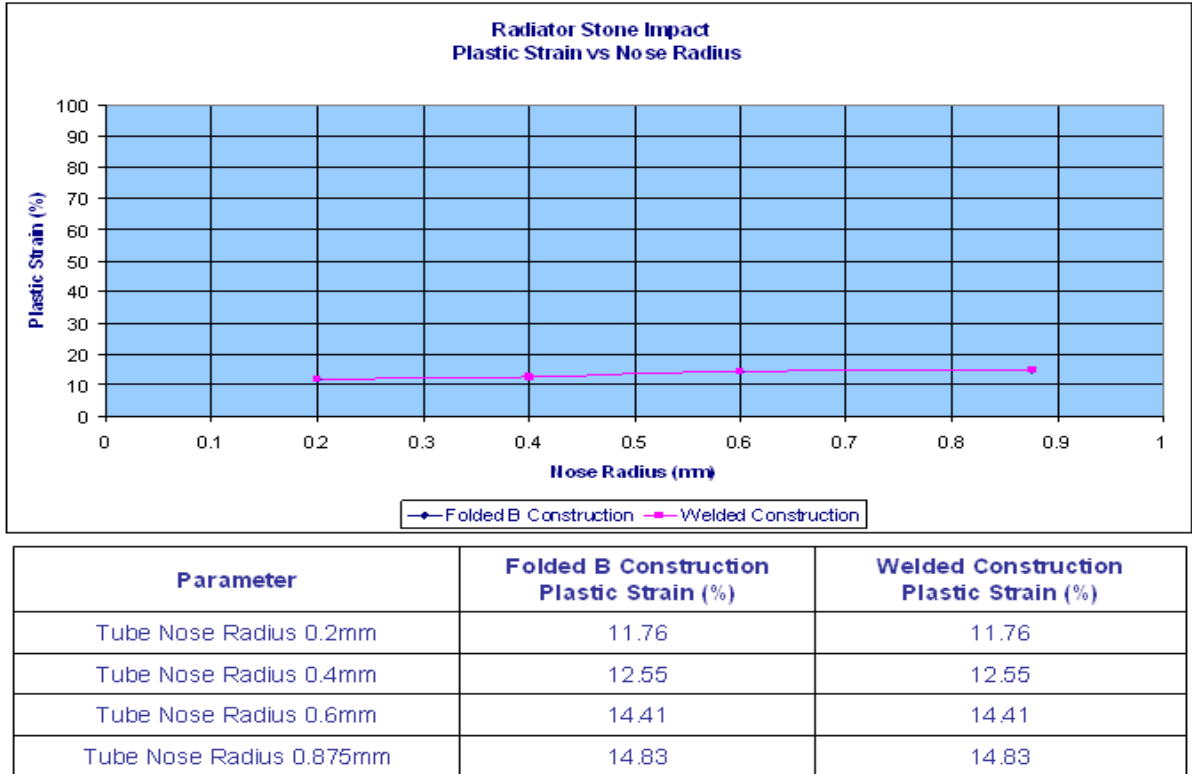 Radiator Stone Impact
Plastic Strain vs Nose Radius
Plastic Strain (%)
100
90
80
70
60
50
40
30
20
10
0
0 0.1 0.2 0.3 0.4 0.5 0.6 0.7 0.8 0.9 1
Nose Radius (mm)
Folded B Construction Welded Construction
Parameter Folded B Construction Plastic Strain (%) Welded Construction Plastic Strain (%)
Tube Nose Radius 0.2mm 11.76 11.76
Tube Nose Radius 0.4mm 12.55 12.55
Tube Nose Radius 0.6mm 14.41 14.41
Tube Nose Radius 0.875mm 14.83 14.83